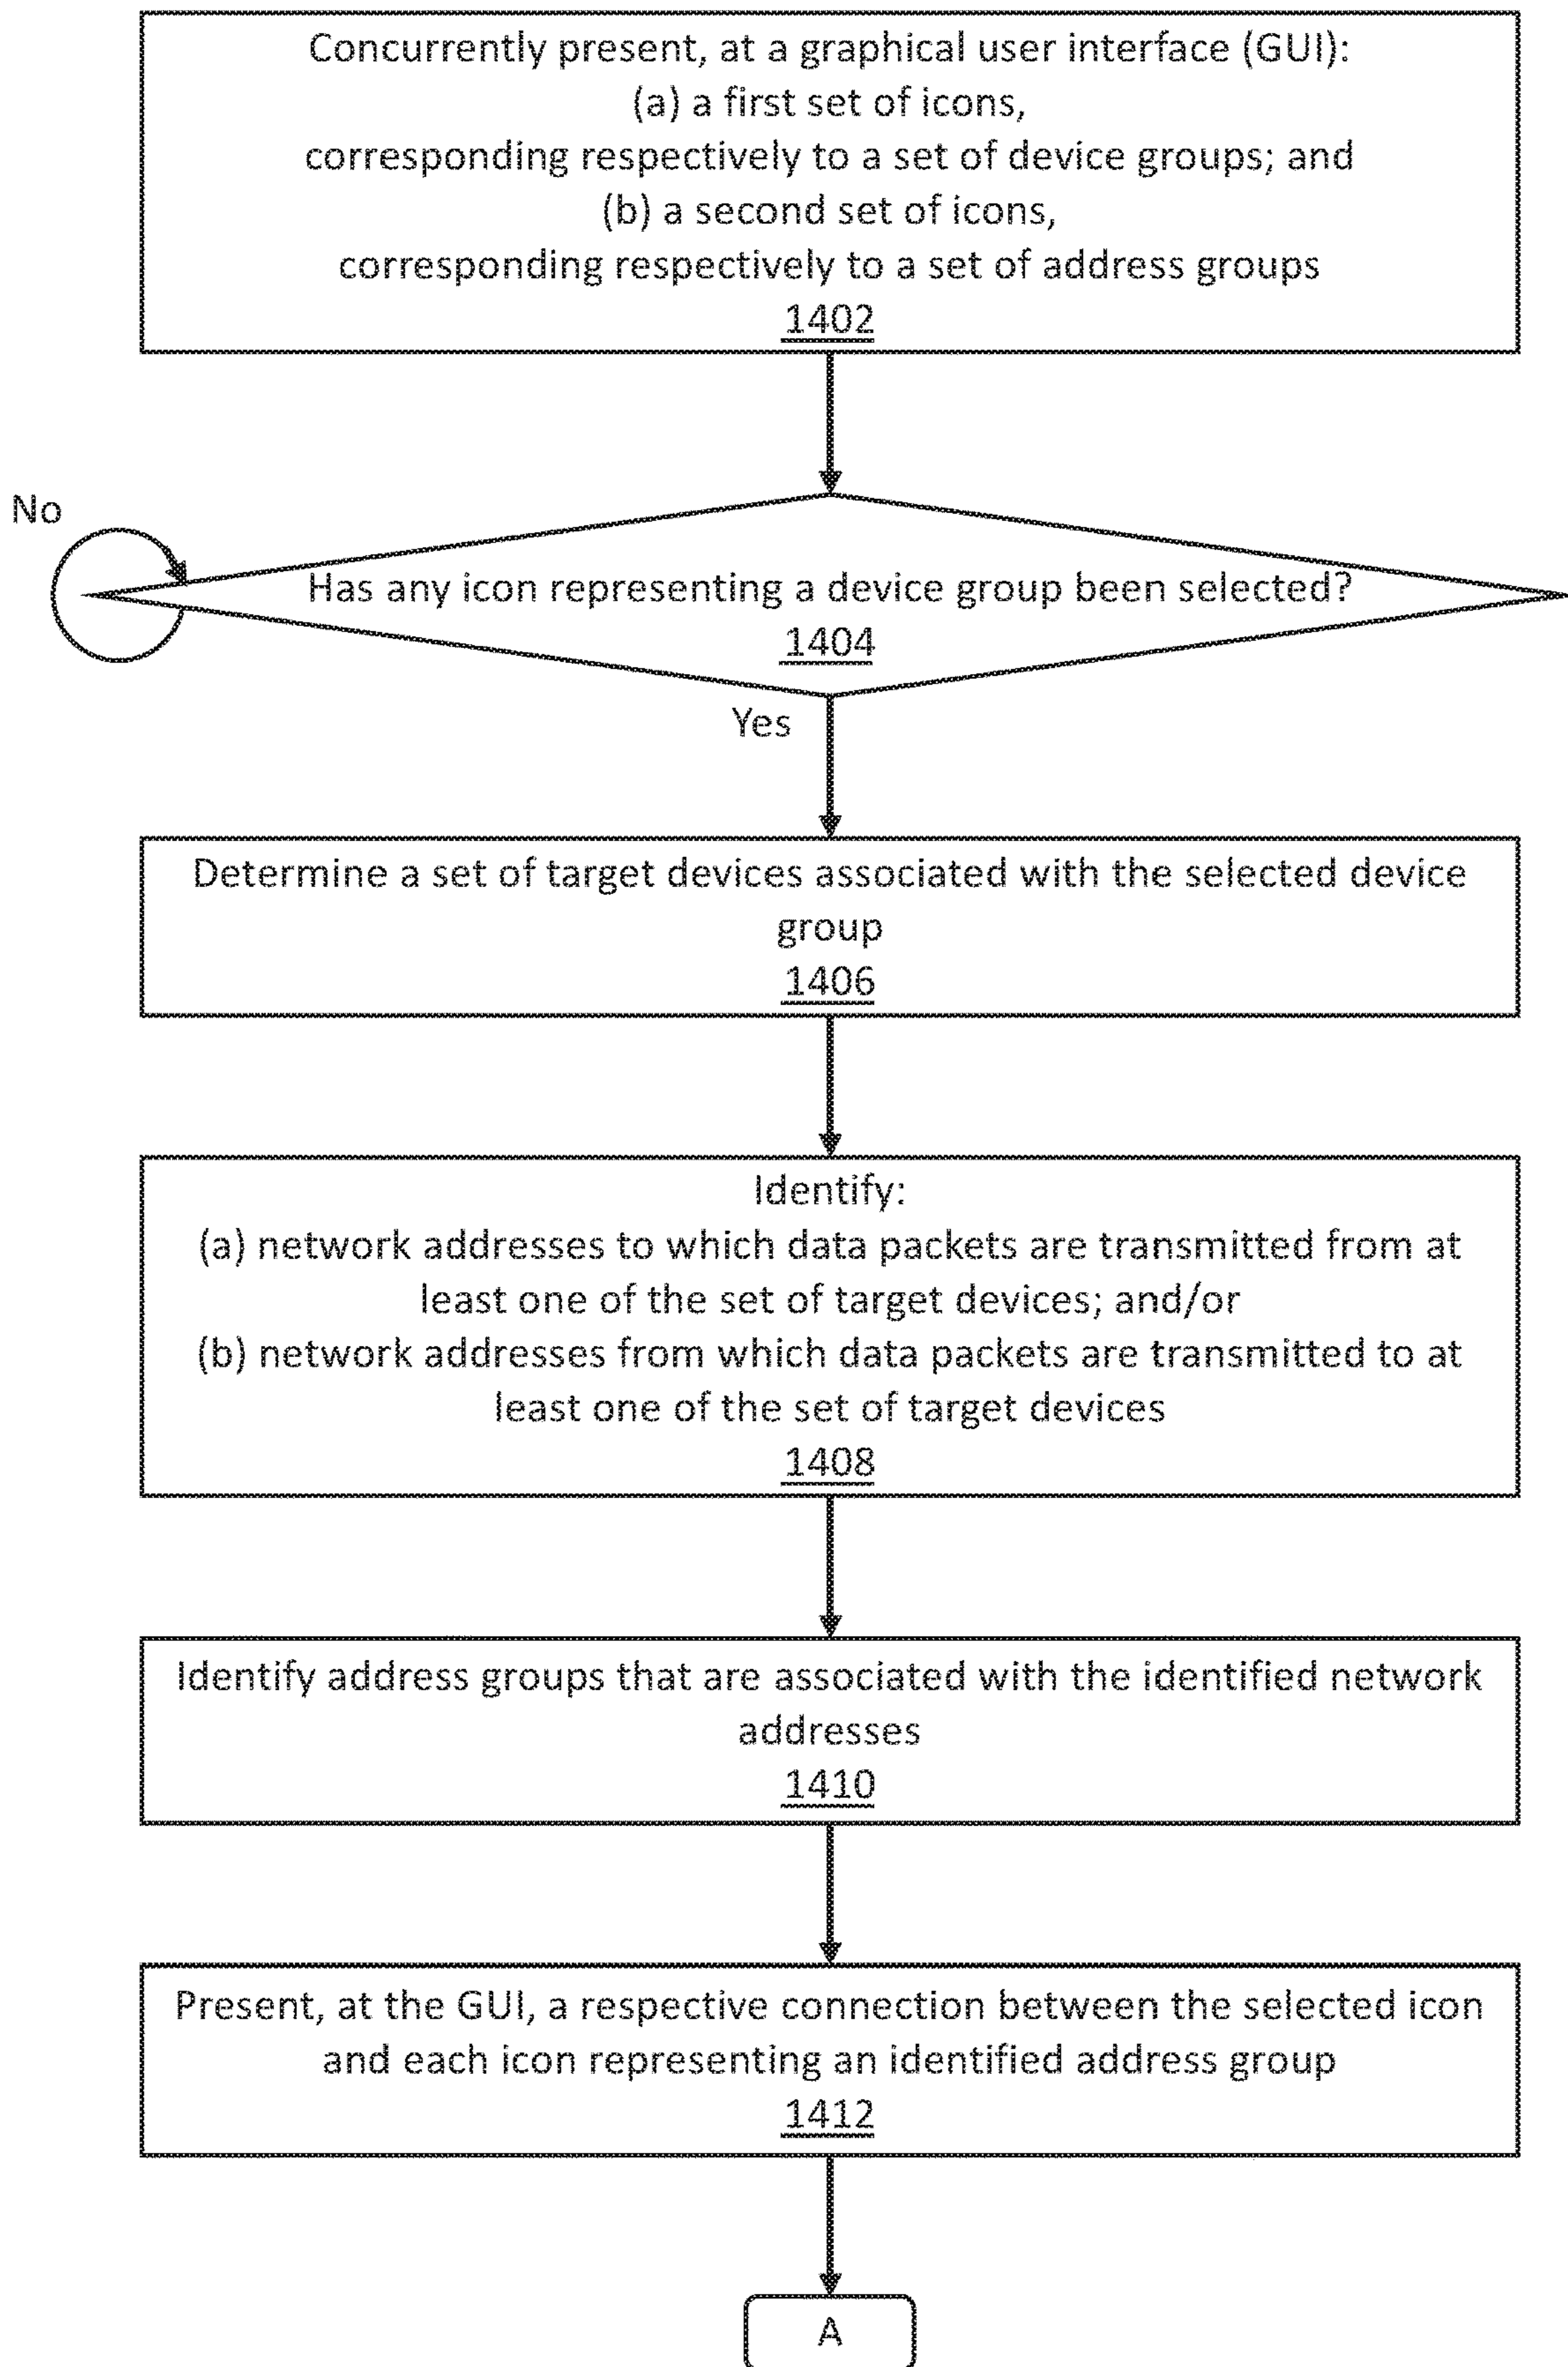 Concurrently present, at a graphical user interface (GUI):
(a) a first set of icons,
corresponding respectively to a set of device groups; and
(b) a second set of icons,
corresponding respectively to a set of address groups
1402
No
Has any icon representing a device group been selected?
1404
Yes
Determine a set of target devices associated with the selected device
group
1406
Identify:
(a) network addresses to which data packets are transmitted from at
least one of the set of target devices; and/or
(b) network addresses from which data packets are transmitted to at
least one of the set of target devices
1408
Identify address groups that are associated with the identified network
addresses
1410
Present, at the GUI, a respective connection between the selected icon
and each icon representing an identified address group
1412
A